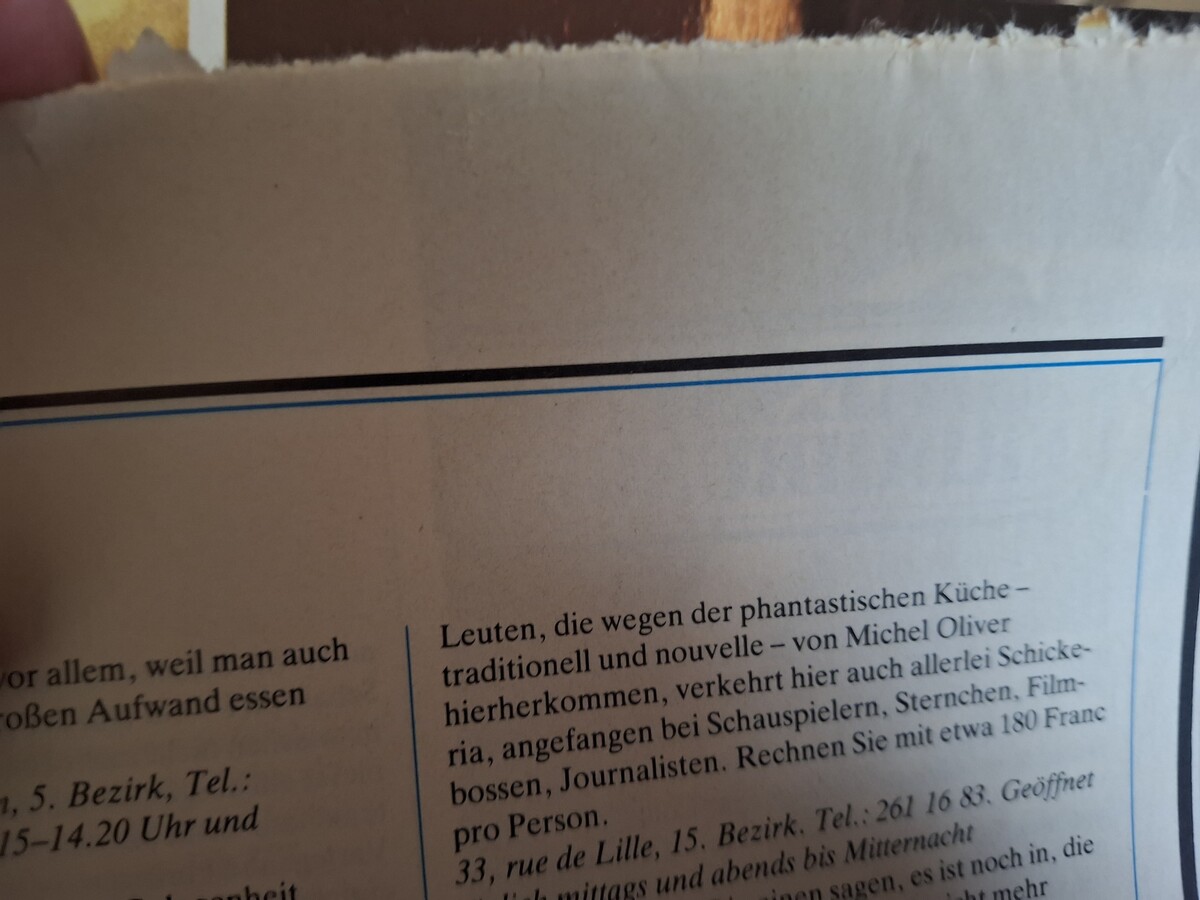 vor allem, weil man auch
roßen Aufwand essen
5. Bezirk, Tel.:
15–14.20 Uhr und
Leuten, die wegen der phantastischen Küche –
traditionell und nouvelle – von Michel Oliver
hierherkommen, verkehrt hier auch allerlei Schicke-
ria, angefangen bei Schauspielern, Sternchen, Film-
bossen, Journalisten. Rechnen Sie mit etwa 180 Franc
pro Person.
33, rue de Lille, 15. Bezirk. Tel.: 261 16 83. Geöffnet
mittags und abends bis Mitternacht
sagen, es ist noch in, die
mehr